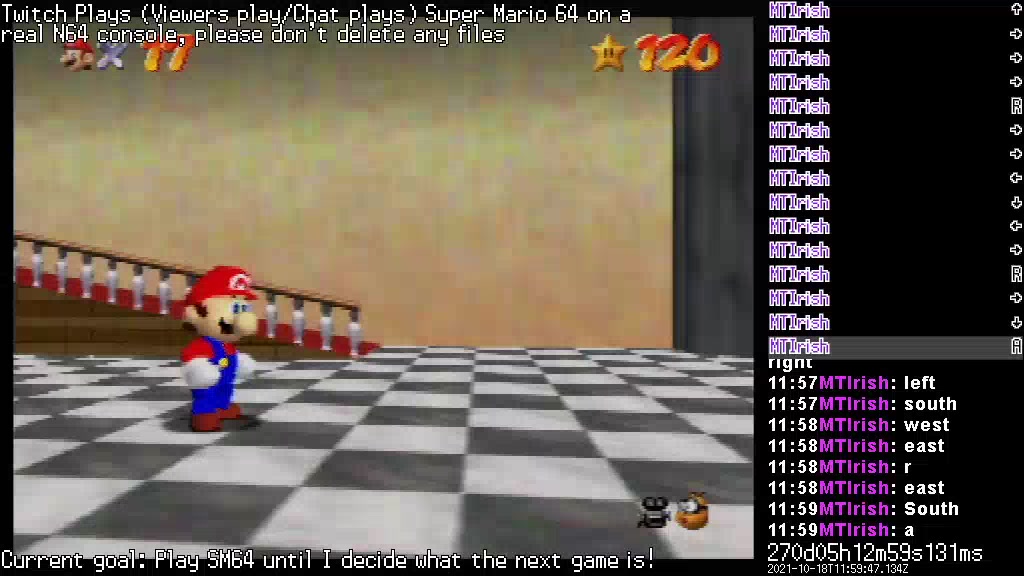 Twitch Plays (Viewers play/Chat plays) Super Mario 64 on a
real N64 console, please don't delete any files
17
120
MTIrish ↑
MTIrish →
MTIrish →
MTIrish →
MTIrish R
MTIrish →
MTIrish →
MTIrish ←
MTIrish ↓
MTIrish ←
MTIrish →
MTIrish R
MTIrish →
MTIrish ↓
MTIrish A
right
11:57MTIrish: left
11:57MTIrish: south
11:58MTIrish: west
11:58MTIrish: east
11:58MTIrish: r
11:58MTIrish: east
11:59MTIrish: South
11:59MTIrish: a
270d05h12m59s131ms
2021-10-18T11:59:47.134Z
Current goal: Play SM64 until I decide what the next game is!